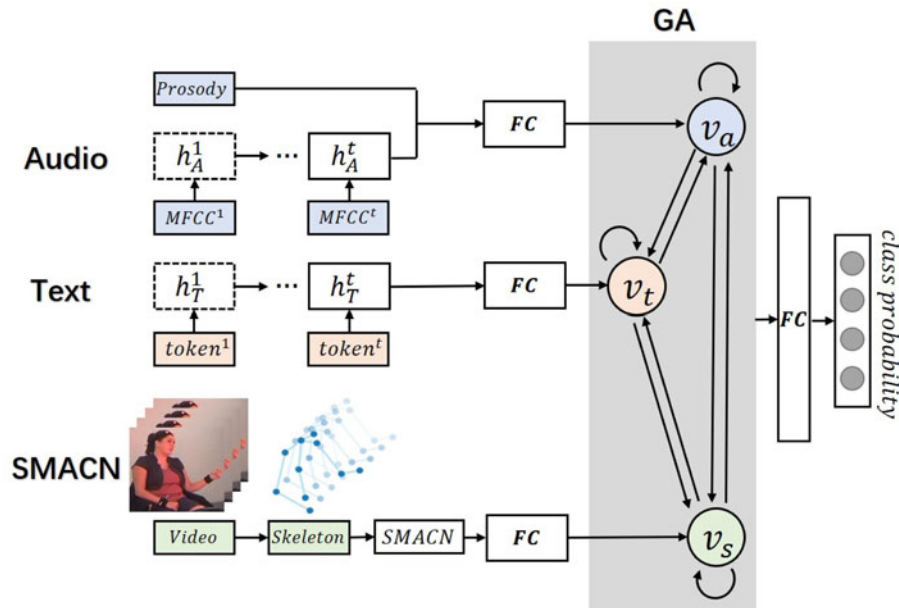 GA
Audio
Prosody
h_A^1 ... h_A^t
MFCC^1 MFCC^t
FC
v_a
Text
h_T^1 ... h_T^t
token^1 token^t
FC
v_t
SMACN
Video Skeleton SMACN FC
v_s
FC
class probability